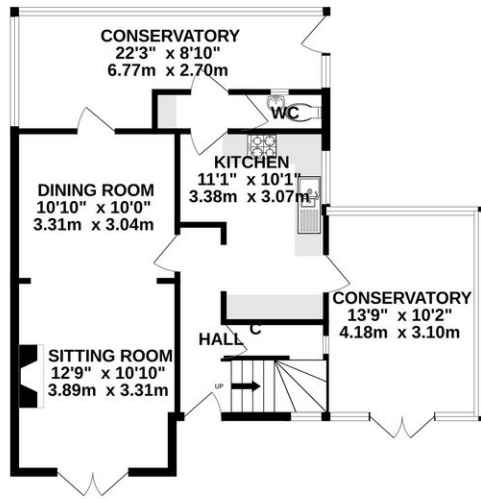 CONSERVATORY
22'3" x 8'10"
6.77m x 2.70m
WC
KITCHEN
11'1" x 10'1"
3.38m x 3.07m
DINING ROOM
10'10" x 10'0"
3.31m x 3.04m
CONSERVATORY
13'9" x 10'2"
4.18m x 3.10m
C
HALL
SITTING ROOM
12'9" x 10'10"
3.89m x 3.31m
UP